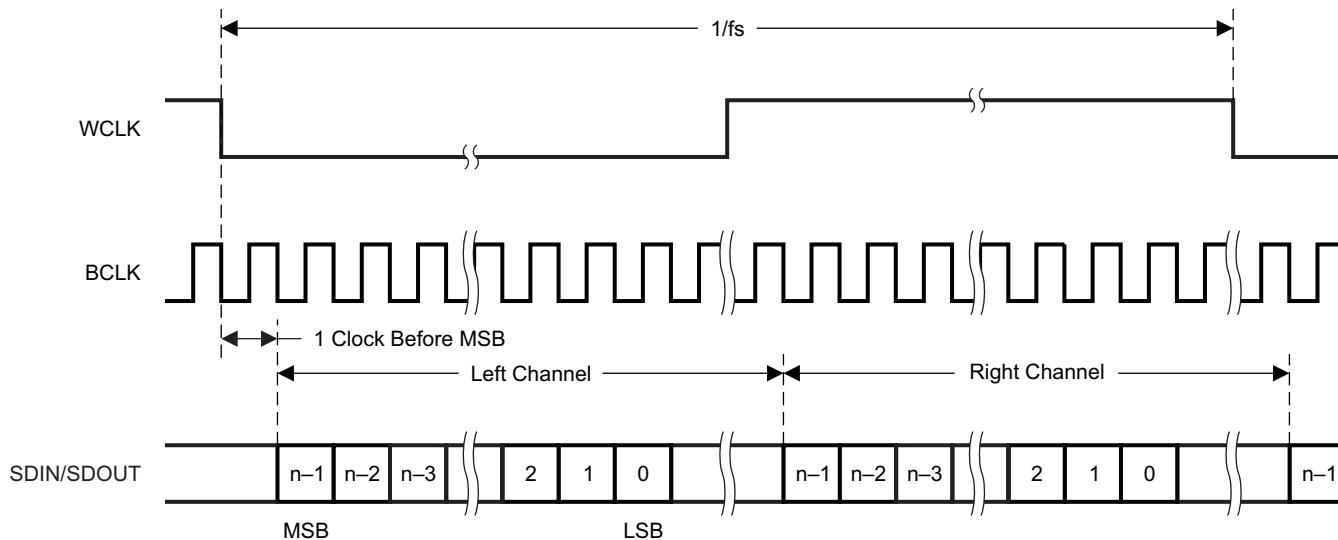 1/fs
WCLK
BCLK
1 Clock Before MSB
Left Channel
Right Channel
SDIN/SDOUT
n–1 n–2 n–3 2 1 0 n–1 n–2 n–3 2 1 0 n–1
MSB LSB